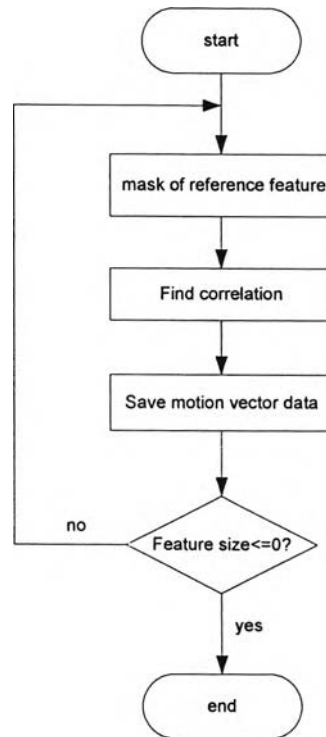 start
mask of reference feature
Find correlation
Save motion vector data
Feature size<=0?
no
yes
end